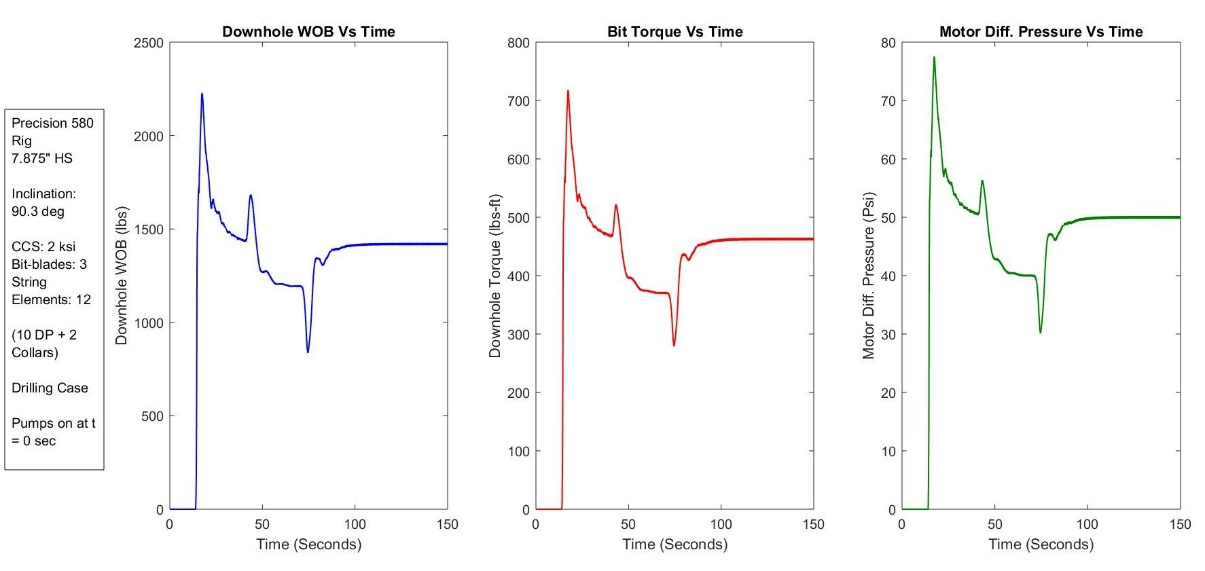 Precision 580
Rig
7.875" HS
Inclination:
90.3 deg
CCS: 2 ksi
Bit-blades: 3
String
Elements: 12
(10 DP + 2
Collars)
Drilling Case
Pumps on at t
= 0 sec
Downhole WOB Vs Time
2500
2000
1500
1000
500
0
Downhole WOB (lbs)
0 50 100 150
Time (Seconds)
Bit Torque Vs Time
800
700
600
500
400
300
200
100
0
Downhole Torque (lbs-ft)
0 50 100 150
Time (Seconds)
Motor Diff. Pressure Vs Time
80
70
60
50
40
30
20
10
0
Motor Diff. Pressure (Psi)
0 50 100 150
Time (Seconds)